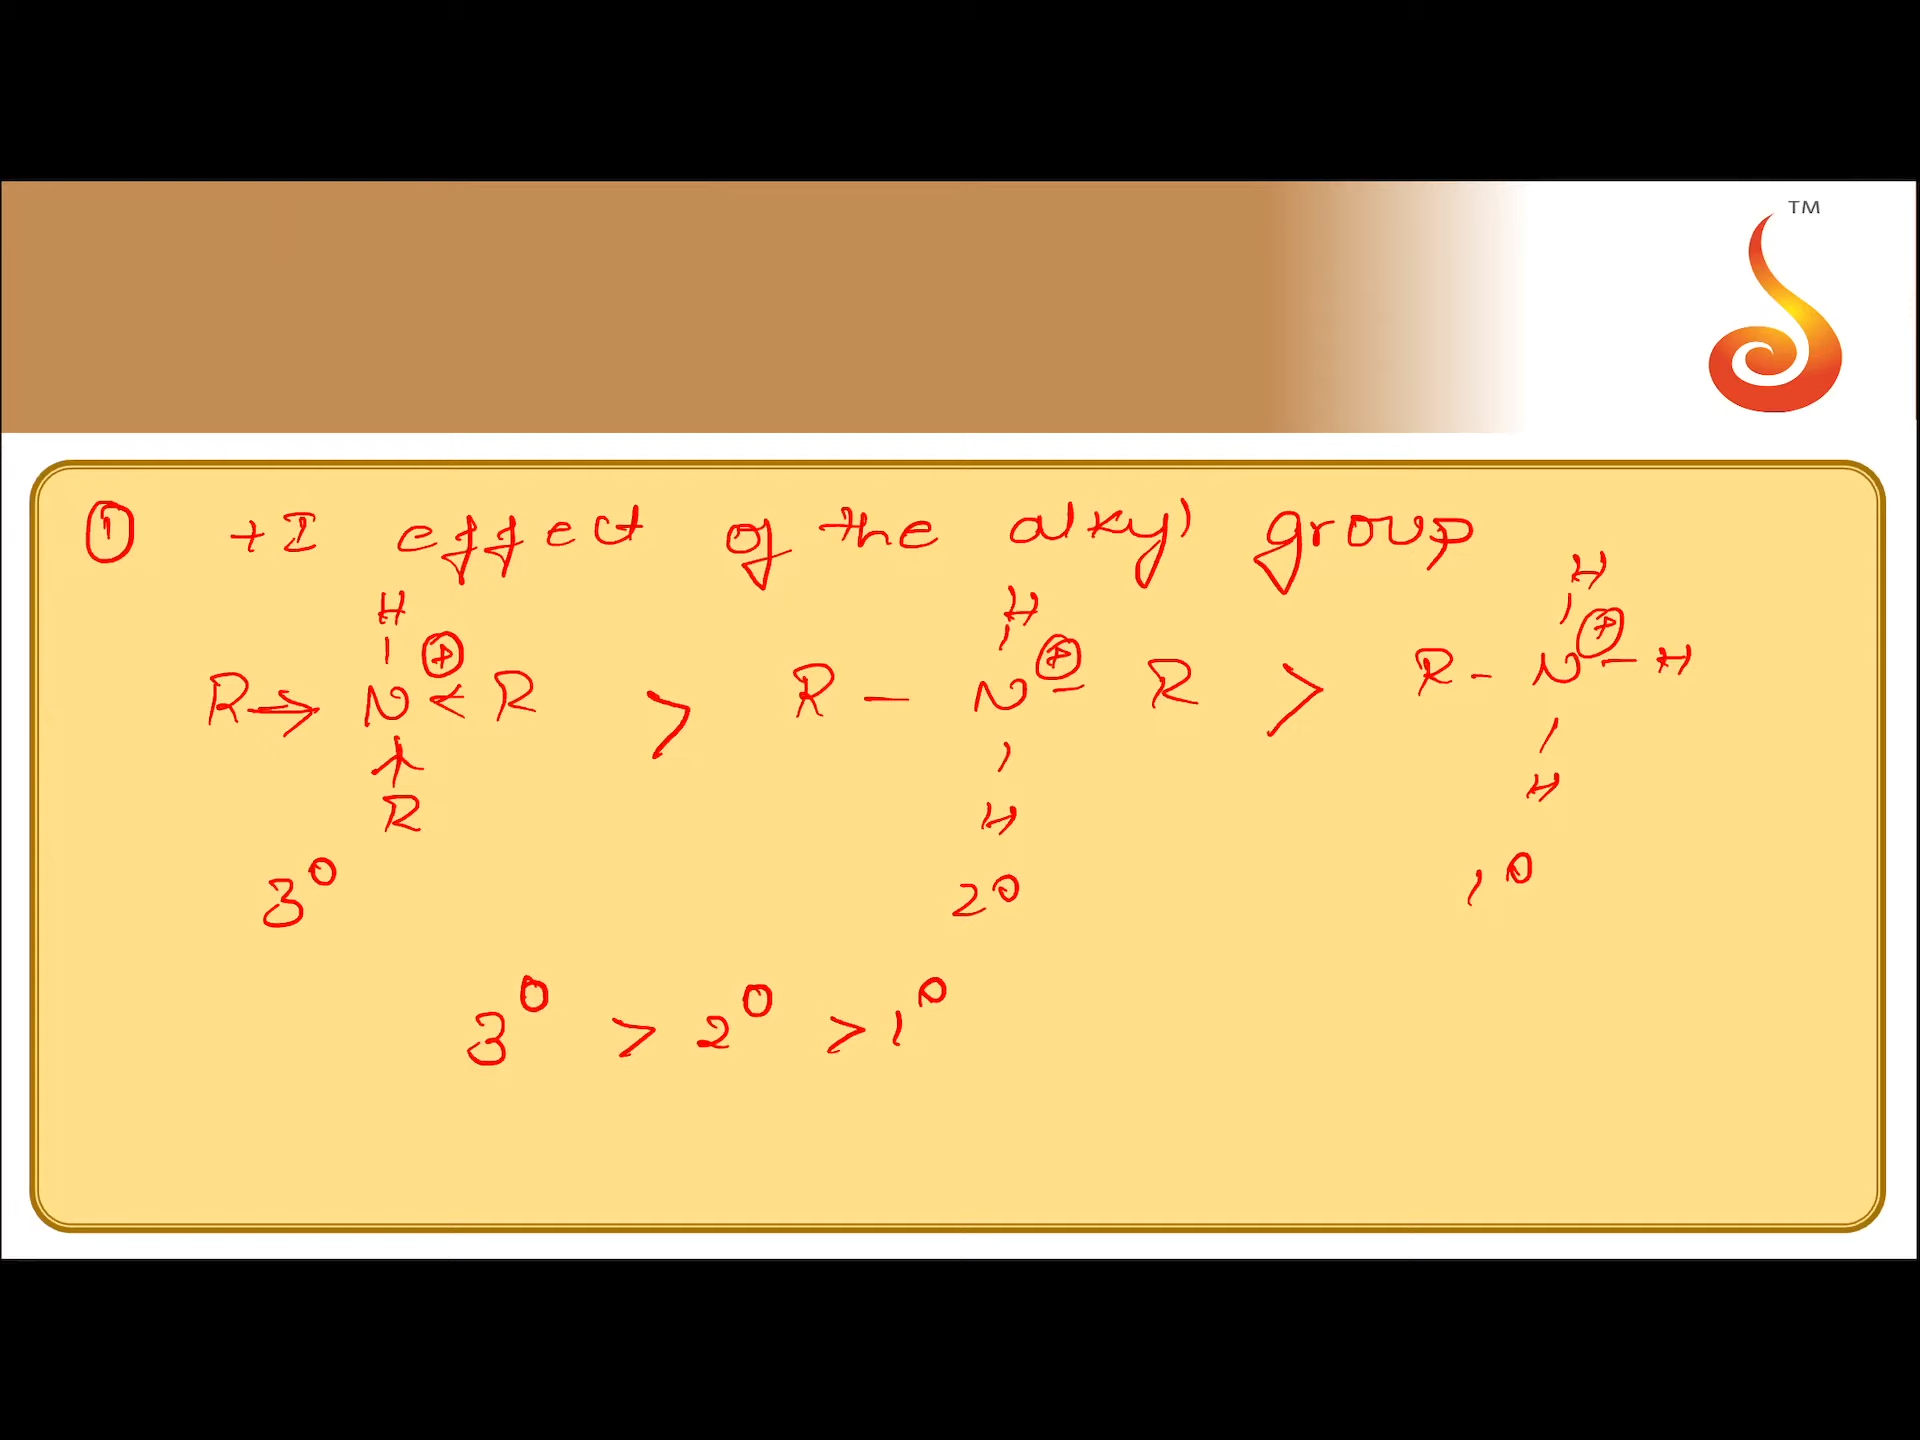 TM
① +I effect of the alkyl group
H H H
R → N⊕ < R > R - N⊕ - R > R - N⊕ - H
R H H
3° 2° 1°
3° > 2° > 1°